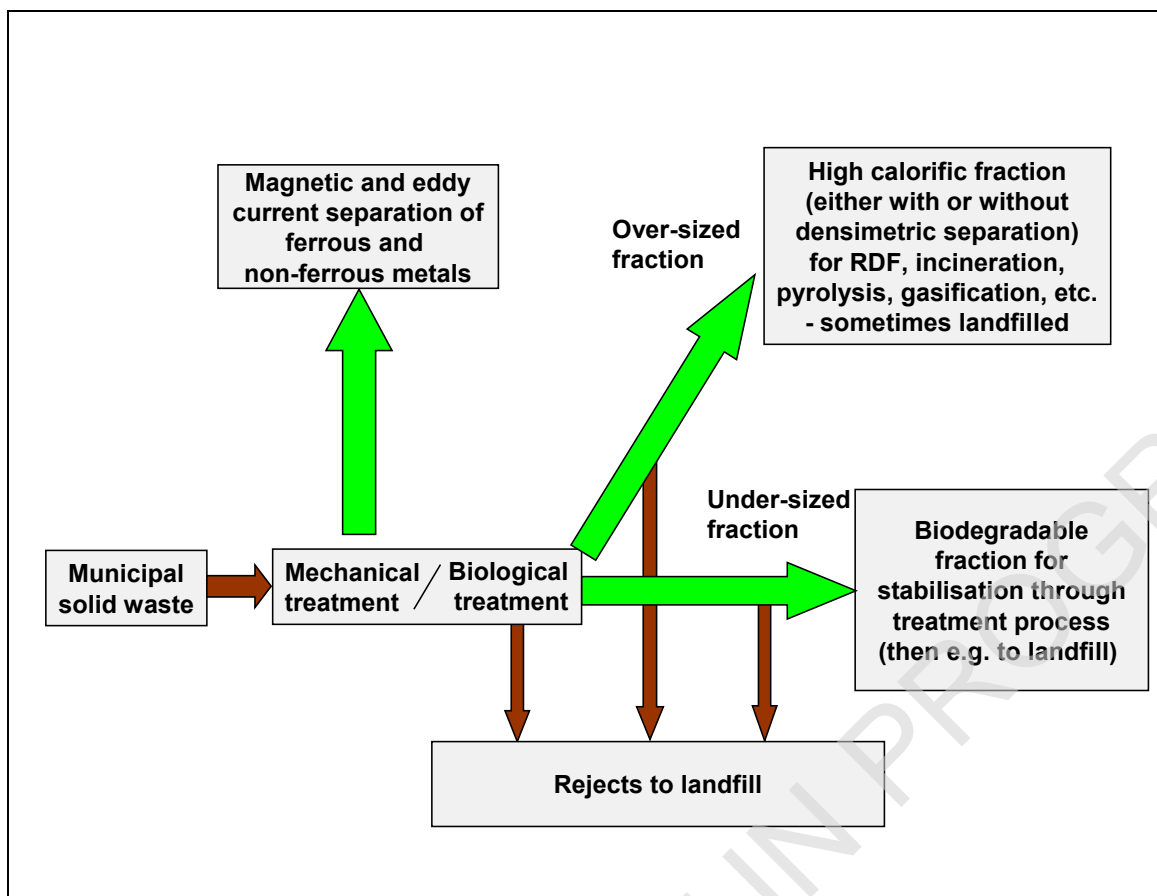 Magnetic and eddy
current separation of
ferrous and
non-ferrous metals
Over-sized
fraction
High calorific fraction
(either with or without
densimetric separation)
for RDF, incineration,
pyrolysis, gasification, etc.
- sometimes landfilled
Municipal
solid waste
Mechanical / Biological
treatment treatment
Under-sized
fraction
Biodegradable
fraction for
stabilisation through
treatment process
(then e.g. to landfill)
Rejects to landfill
IN PROGR